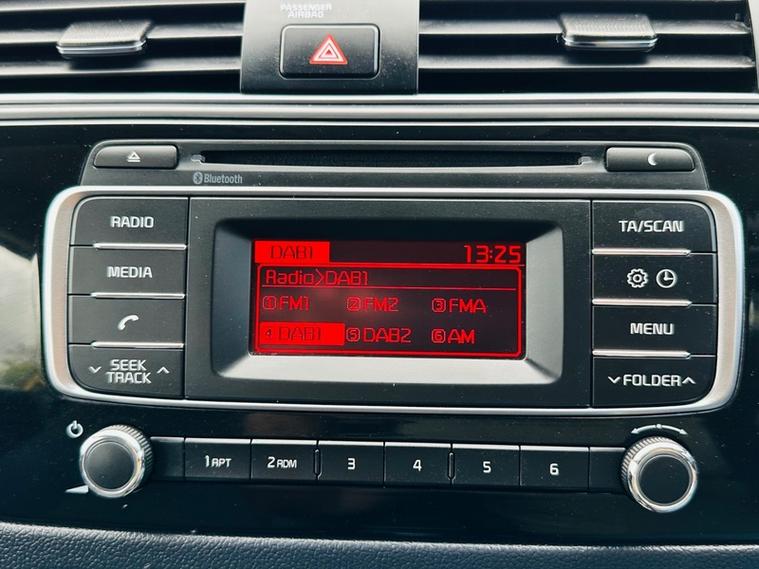 PASSENGER
AIRBAG
Bluetooth
RADIO
MEDIA
SEEK
TRACK
DAB1 13:25
Radio>DAB1
1 FM1 2 FM2 3 FMA
4 DAB1 5 DAB2 6 AM
TA/SCAN
MENU
FOLDER
1 RPT 2 RDM 3 4 5 6